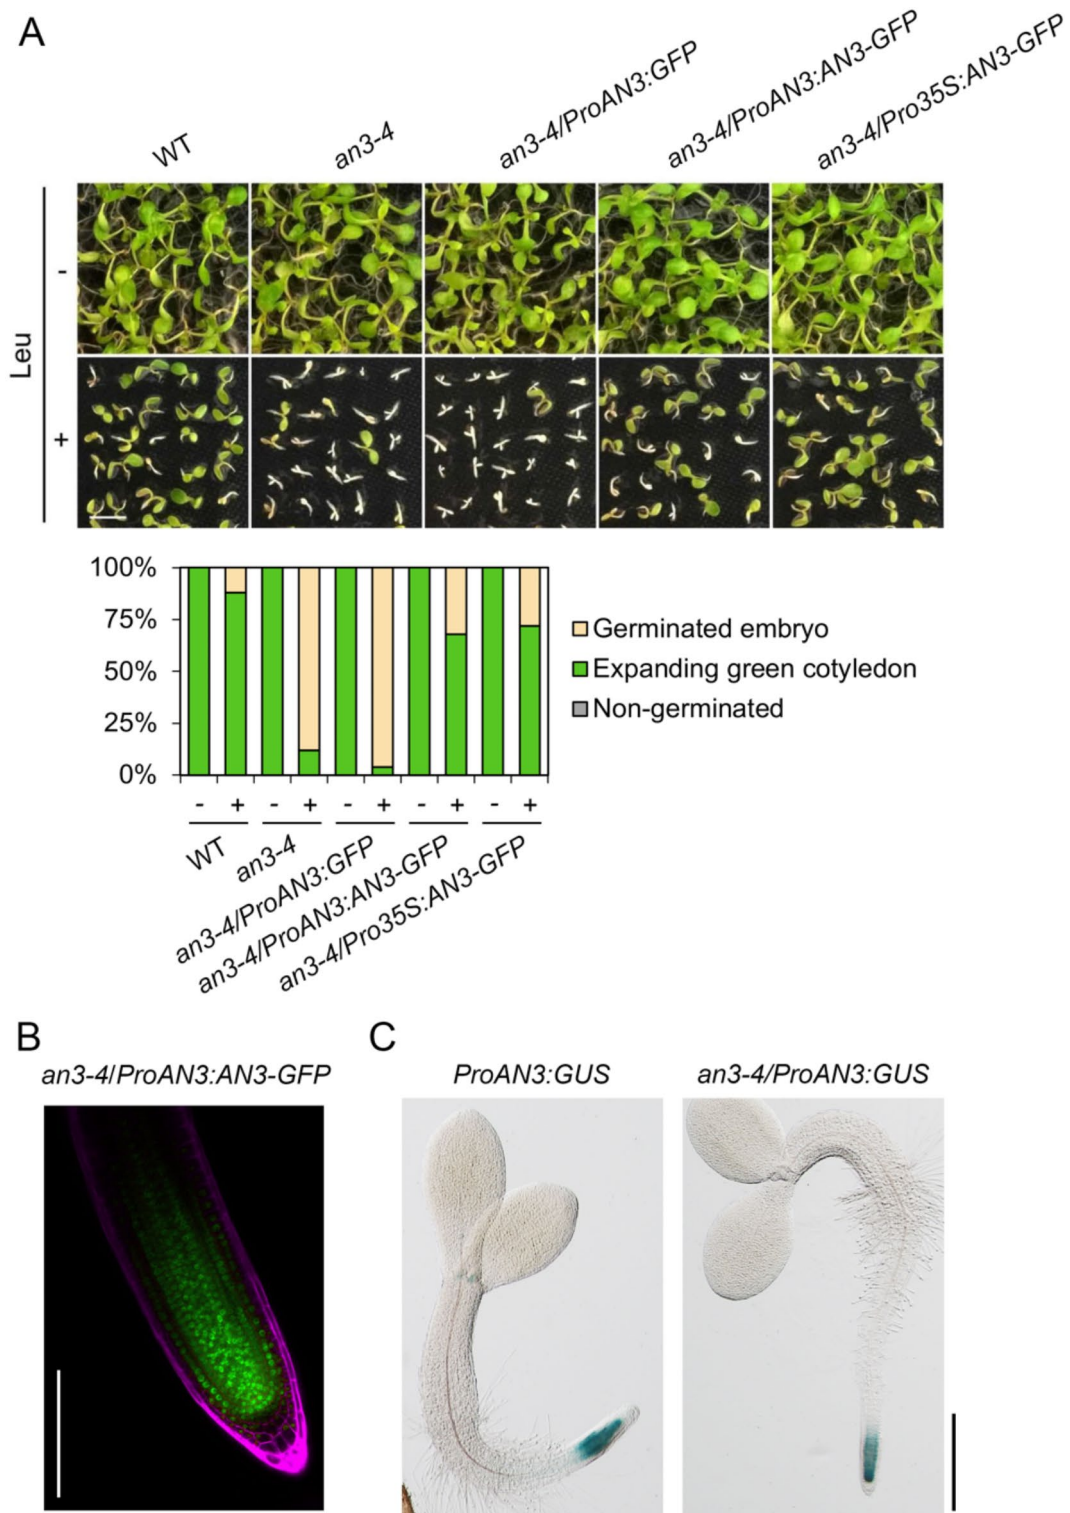 A
WT
an3-4
an3-4/ProAN3:GFP
an3-4/ProAN3:AN3-GFP
an3-4/Pro35S:AN3-GFP
Leu
-
+
100%
75%
50%
25%
0%
Germinated embryo
Expanding green cotyledon
Non-germinated
- + - + - + - + - +
WT
an3-4
an3-4/ProAN3:GFP
an3-4/ProAN3:AN3-GFP
an3-4/Pro35S:AN3-GFP
B
an3-4/ProAN3:AN3-GFP
C
ProAN3:GUS
an3-4/ProAN3:GUS